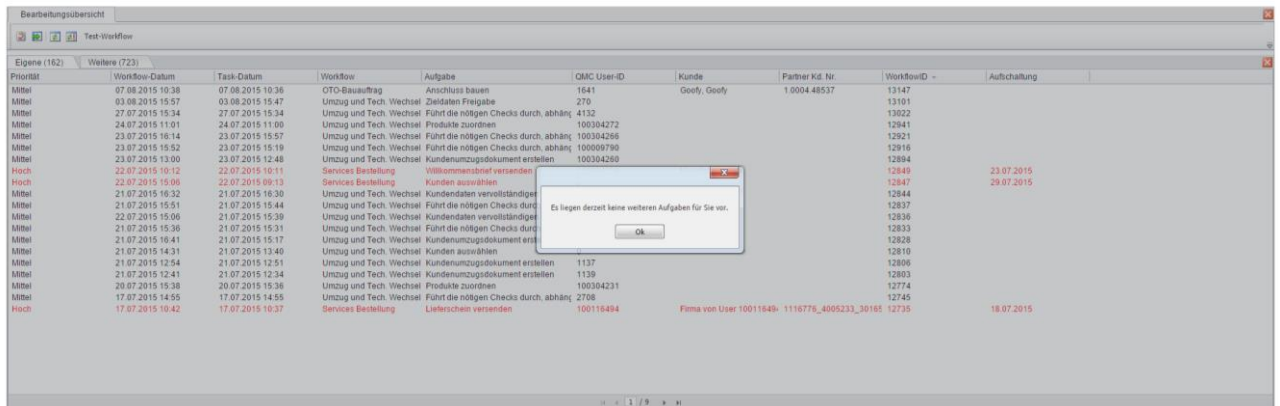 Bearbeitungsübersicht
Test-Workflow
Eigene (162) Weitere (723)
Priorität Workflow-Datum Task-Datum Workflow Aufgabe QMC User-ID Kunde Partner Kd. Nr. WorkflowID Aufschaltung
Mittel 07.08.2015 10:38 07.08.2015 10:36 OTO-Bauauftrag Anschluss bauen 1641 Goofy, Goofy 1.0004.48537 13147
Mittel 03.08.2015 15:57 03.08.2015 15:47 Umzug und Tech. Wechsel Zieldaten Freigabe 270 13101
Mittel 27.07.2015 15:34 27.07.2015 15:34 Umzug und Tech. Wechsel Führt die nötigen Checks durch, abhäng 4132 13022
Mittel 24.07.2015 11:01 24.07.2015 11:00 Umzug und Tech. Wechsel Produkte zuordnen 100304272 12941
Mittel 23.07.2015 16:14 23.07.2015 15:57 Umzug und Tech. Wechsel Führt die nötigen Checks durch, abhäng 100304266 12921
Mittel 23.07.2015 15:52 23.07.2015 15:19 Umzug und Tech. Wechsel Führt die nötigen Checks durch, abhäng 100009790 12916
Mittel 23.07.2015 13:00 23.07.2015 12:48 Umzug und Tech. Wechsel Kundenumzugsdokument erstellen 100304260 12894
Hoch 22.07.2015 10:12 22.07.2015 10:11 Services Bestellung Willkommensbrief versenden 12849 23.07.2015
Hoch 22.07.2015 15:06 22.07.2015 09:13 Services Bestellung Kunden auswählen 12847 29.07.2015
Mittel 21.07.2015 16:32 21.07.2015 16:30 Umzug und Tech. Wechsel Kundendaten vervollständigen 12844
Mittel 21.07.2015 15:51 21.07.2015 15:44 Umzug und Tech. Wechsel Führt die nötigen Checks durc 12837
Mittel 22.07.2015 15:06 21.07.2015 15:39 Umzug und Tech. Wechsel Kundendaten vervollständigen 12836
Mittel 21.07.2015 15:36 21.07.2015 15:31 Umzug und Tech. Wechsel Führt die nötigen Checks durc 12833
Mittel 21.07.2015 16:41 21.07.2015 15:17 Umzug und Tech. Wechsel Kundenumzugsdokument erst 12828
Mittel 21.07.2015 14:31 21.07.2015 13:40 Umzug und Tech. Wechsel Kunden auswählen 12810
Mittel 21.07.2015 12:54 21.07.2015 12:51 Umzug und Tech. Wechsel Kundenumzugsdokument erstellen 1137 12806
Mittel 21.07.2015 12:41 21.07.2015 12:34 Umzug und Tech. Wechsel Kundenumzugsdokument erstellen 1139 12803
Mittel 20.07.2015 15:38 20.07.2015 15:36 Umzug und Tech. Wechsel Produkte zuordnen 100304231 12774
Mittel 17.07.2015 14:55 17.07.2015 14:55 Umzug und Tech. Wechsel Führt die nötigen Checks durch, abhäng 2708 12745
Hoch 17.07.2015 10:42 17.07.2015 10:37 Services Bestellung Lieferschein versenden 100116494 Firma von User 10011649 1116776_4005233_30165 12735 18.07.2015
Es liegen derzeit keine weiteren Aufgaben für Sie vor.
Ok
1 / 9